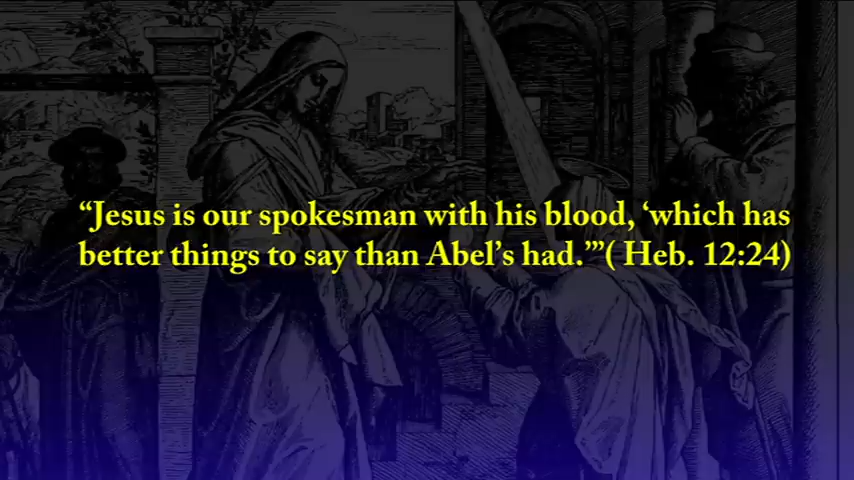 “Jesus is our spokesman with his blood, ‘which has
better things to say than Abel’s had.’”( Heb. 12:24)